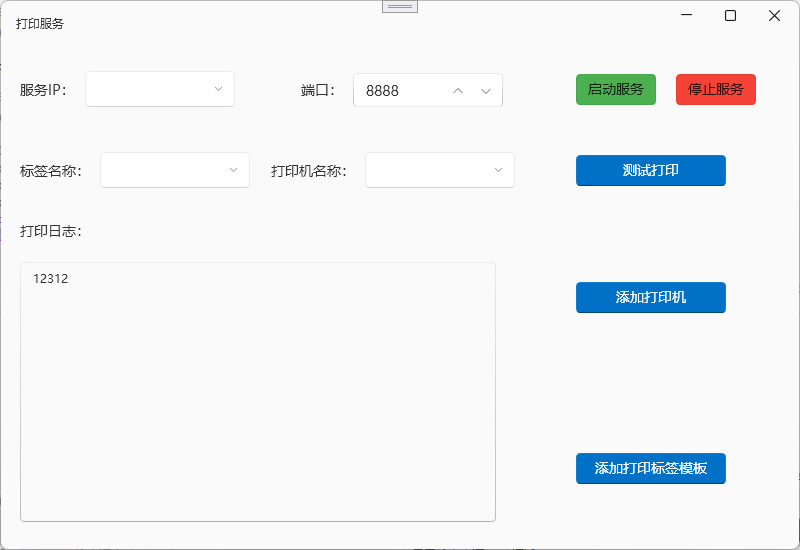 打印服务
服务IP： 端口： 8888 启动服务 停止服务
标签名称： 打印机名称： 测试打印
打印日志：
12312
添加打印机
添加打印标签模板